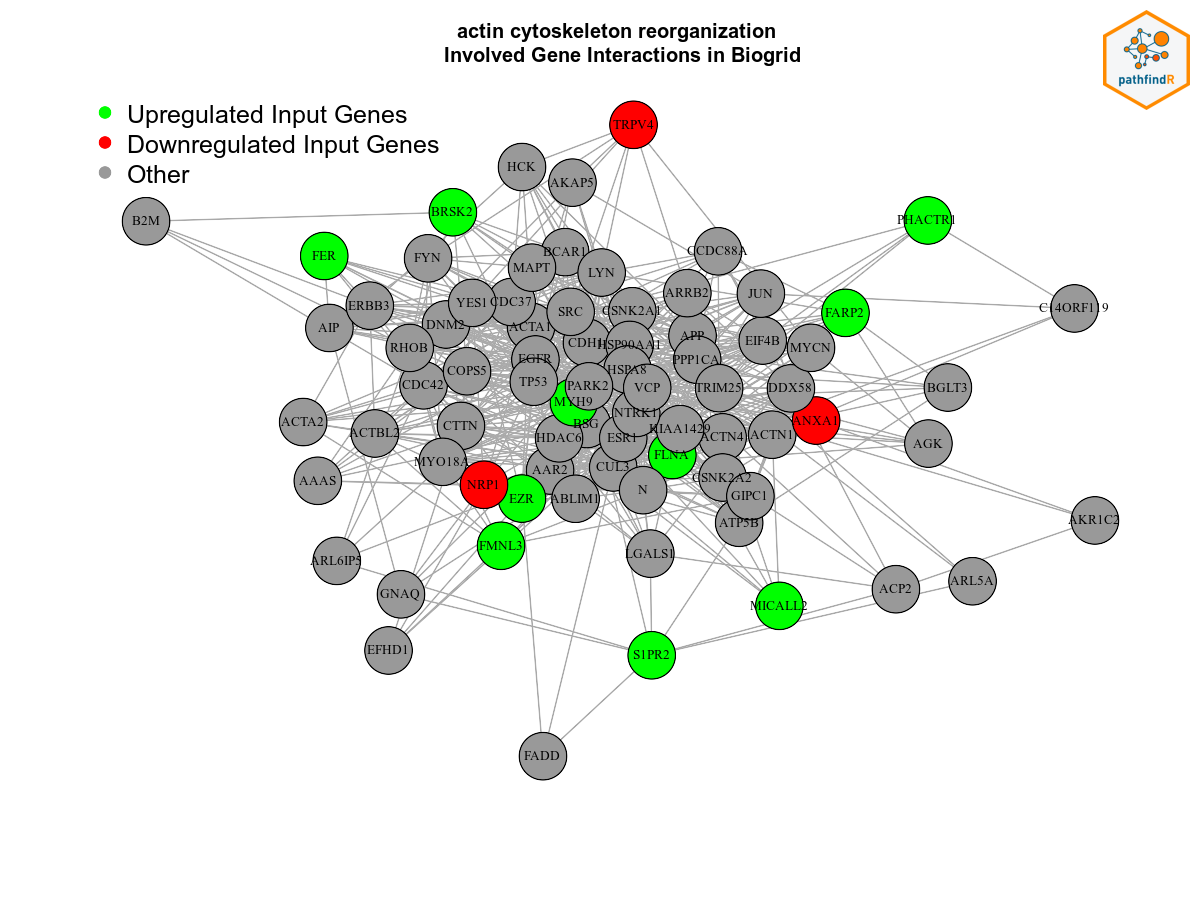 actin cytoskeleton reorganization
Involved Gene Interactions in Biogrid
pathfindR
Upregulated Input Genes
Downregulated Input Genes
Other
TRPV4
HCK
AKAP5
BRSK2
B2M
PHACTR1
FER
FYN
BCAR1
CCDC88A
MAPT
LYN
ARRB2
JUN
ERBB3
YES1
CDC37
C14ORF119
AIP
DNM2
ACTA1
SRC
CSNK2A1
FARP2
RHOB
CDH1
HSP90AA1
APP
EIF4B
MYCN
EGFR
PPP1CA
COPS5
HSPA8
CDC42
TP53
PARK2
VCP
TRIM25
DDX58
BGLT3
MYH9
NTRK1
ACTA2
ACTBL2
CTTN
BSG
KIAA1429
ANXA1
HDAC6
ESR1
ACTN4
ACTN1
AGK
MYO18A
FLNA
AAAS
NRP1
AAR2
CUL3
CSNK2A2
EZR
ABLIM1
N
GIPC1
ATP5B
AKR1C2
FMNL3
LGALS1
ARL6IP5
GNAQ
MICALL2
ACP2
ARL5A
EFHD1
S1PR2
FADD